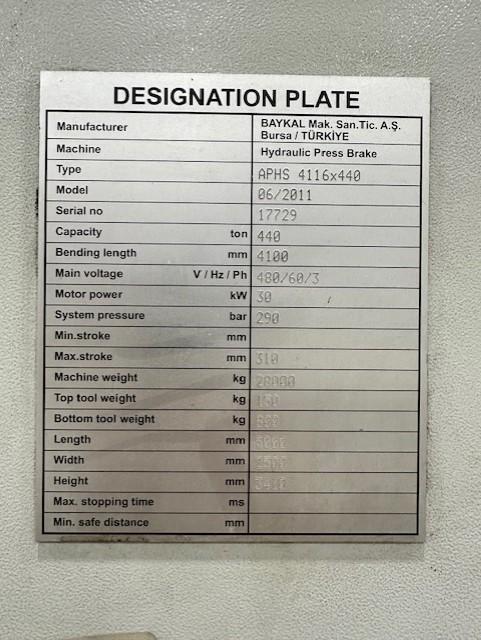 DESIGNATION PLATE
Manufacturer BAYKAL Mak. San.Tic. A.Ş.
Bursa / TÜRKİYE
Machine Hydraulic Press Brake
Type APHS 4116x440
Model 06/2011
Serial no 17729
Capacity ton 440
Bending length mm 4100
Main voltage V / Hz / Ph 480/60/3
Motor power kW 30
System pressure bar 290
Min.stroke mm
Max.stroke mm 310
Machine weight kg 28000
Top tool weight kg
Bottom tool weight kg
Length mm
Width mm
Height mm
Max. stopping time ms
Min. safe distance mm